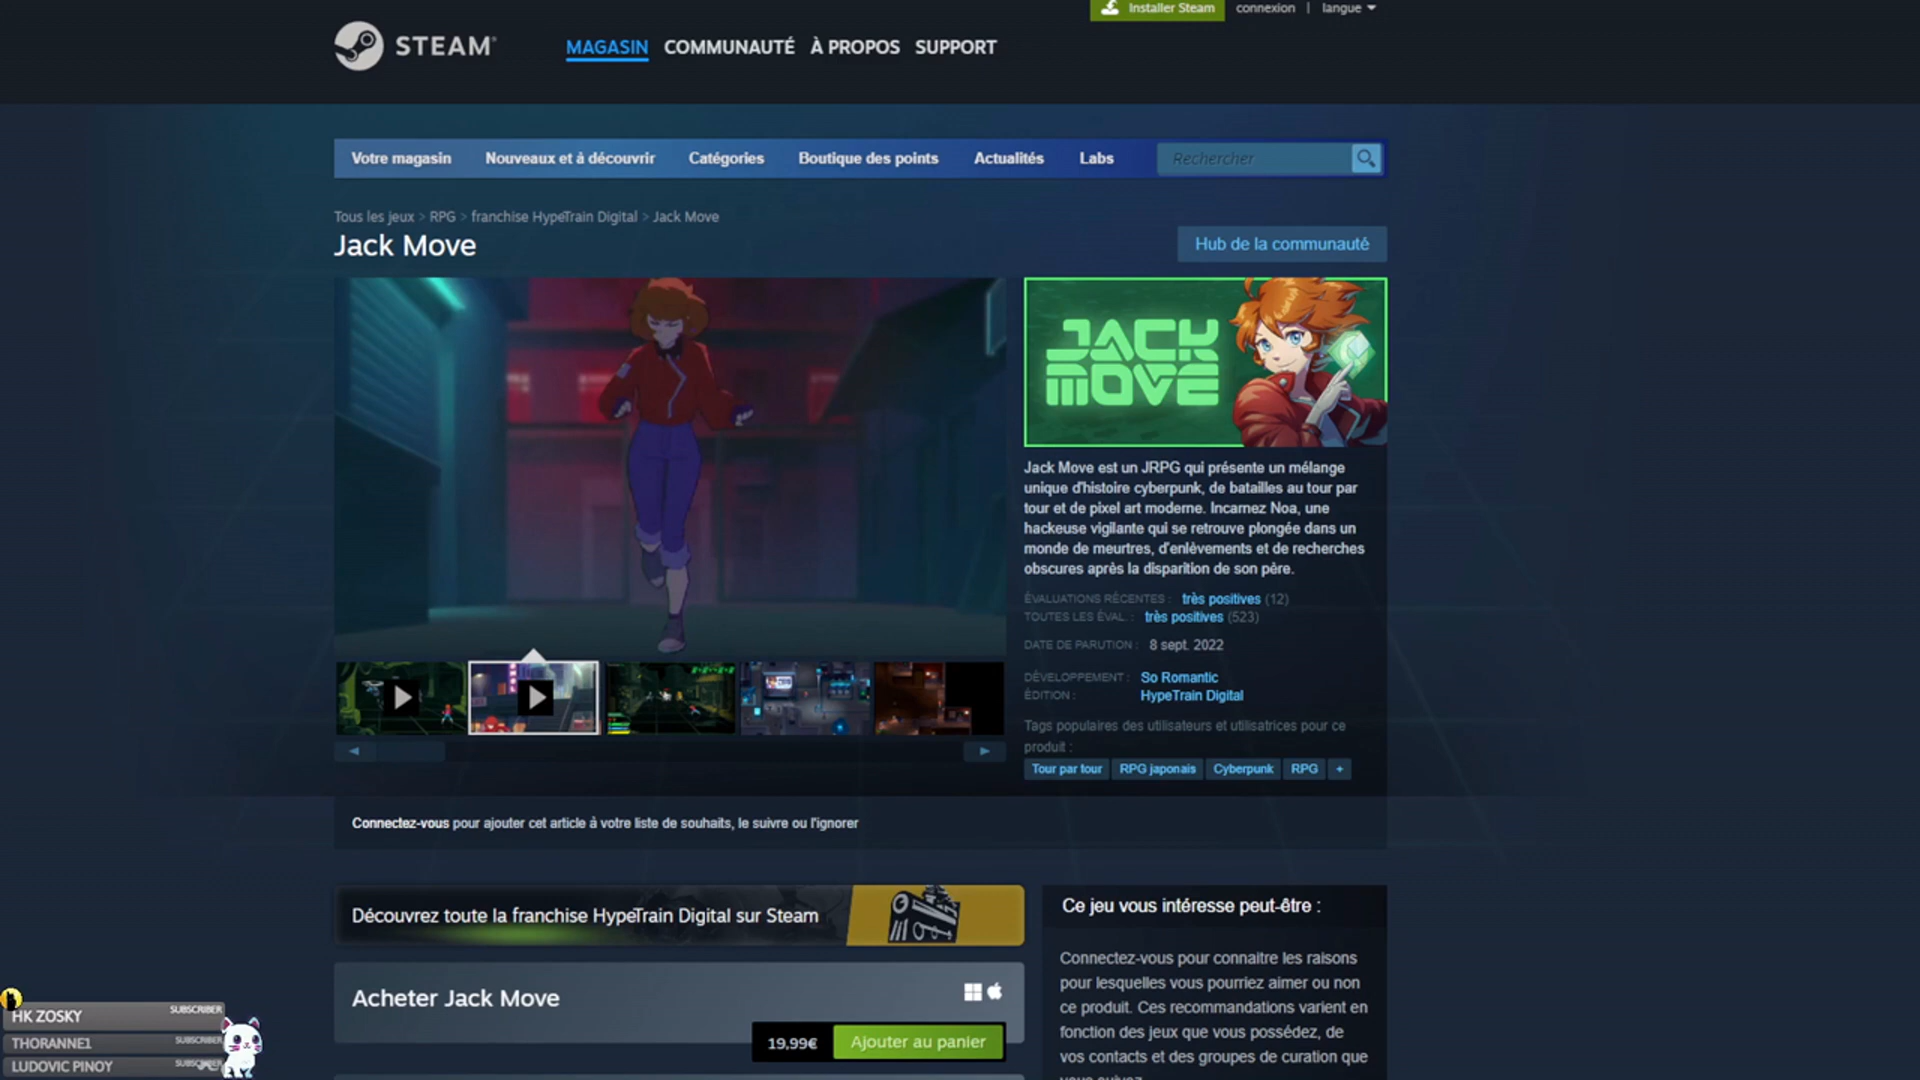 Installer Steam
connexion | langue
STEAM
MAGASIN COMMUNAUTÉ À PROPOS SUPPORT
Votre magasin Nouveaux et à découvrir Catégories Boutique des points Actualités Labs Rechercher
Tous les jeux > RPG > franchise HypeTrain Digital > Jack Move
Jack Move
Hub de la communauté
JACK
MOVE
Jack Move est un JRPG qui présente un mélange
unique d'histoire cyberpunk, de batailles au tour par
tour et de pixel art moderne. Incarnez Noa, une
hackeuse vigilante qui se retrouve plongée dans un
monde de meurtres, d'enlèvements et de recherches
obscures après la disparition de son père.
ÉVALUATIONS RÉCENTES : très positives (12)
TOUTES LES ÉVAL. : très positives (523)
DATE DE PARUTION : 8 sept. 2022
DÉVELOPPEMENT : So Romantic
ÉDITION : HypeTrain Digital
Tags populaires des utilisateurs et utilisatrices pour ce
produit :
Tour par tour RPG japonais Cyberpunk RPG +
Connectez-vous pour ajouter cet article à votre liste de souhaits, le suivre ou l'ignorer
Découvrez toute la franchise HypeTrain Digital sur Steam
Acheter Jack Move
19,99€ Ajouter au panier
Ce jeu vous intéresse peut-être :
Connectez-vous pour connaitre les raisons
pour lesquelles vous pourriez aimer ou non
ce produit. Ces recommandations varient en
fonction des jeux que vous possédez, de
vos contacts et des groupes de curation que
vous suivez.
HK ZOSKY SUBSCRIBER
THORANNE1 SUBSCRIBER
LUDOVIC PINOY SUBSCRIBER